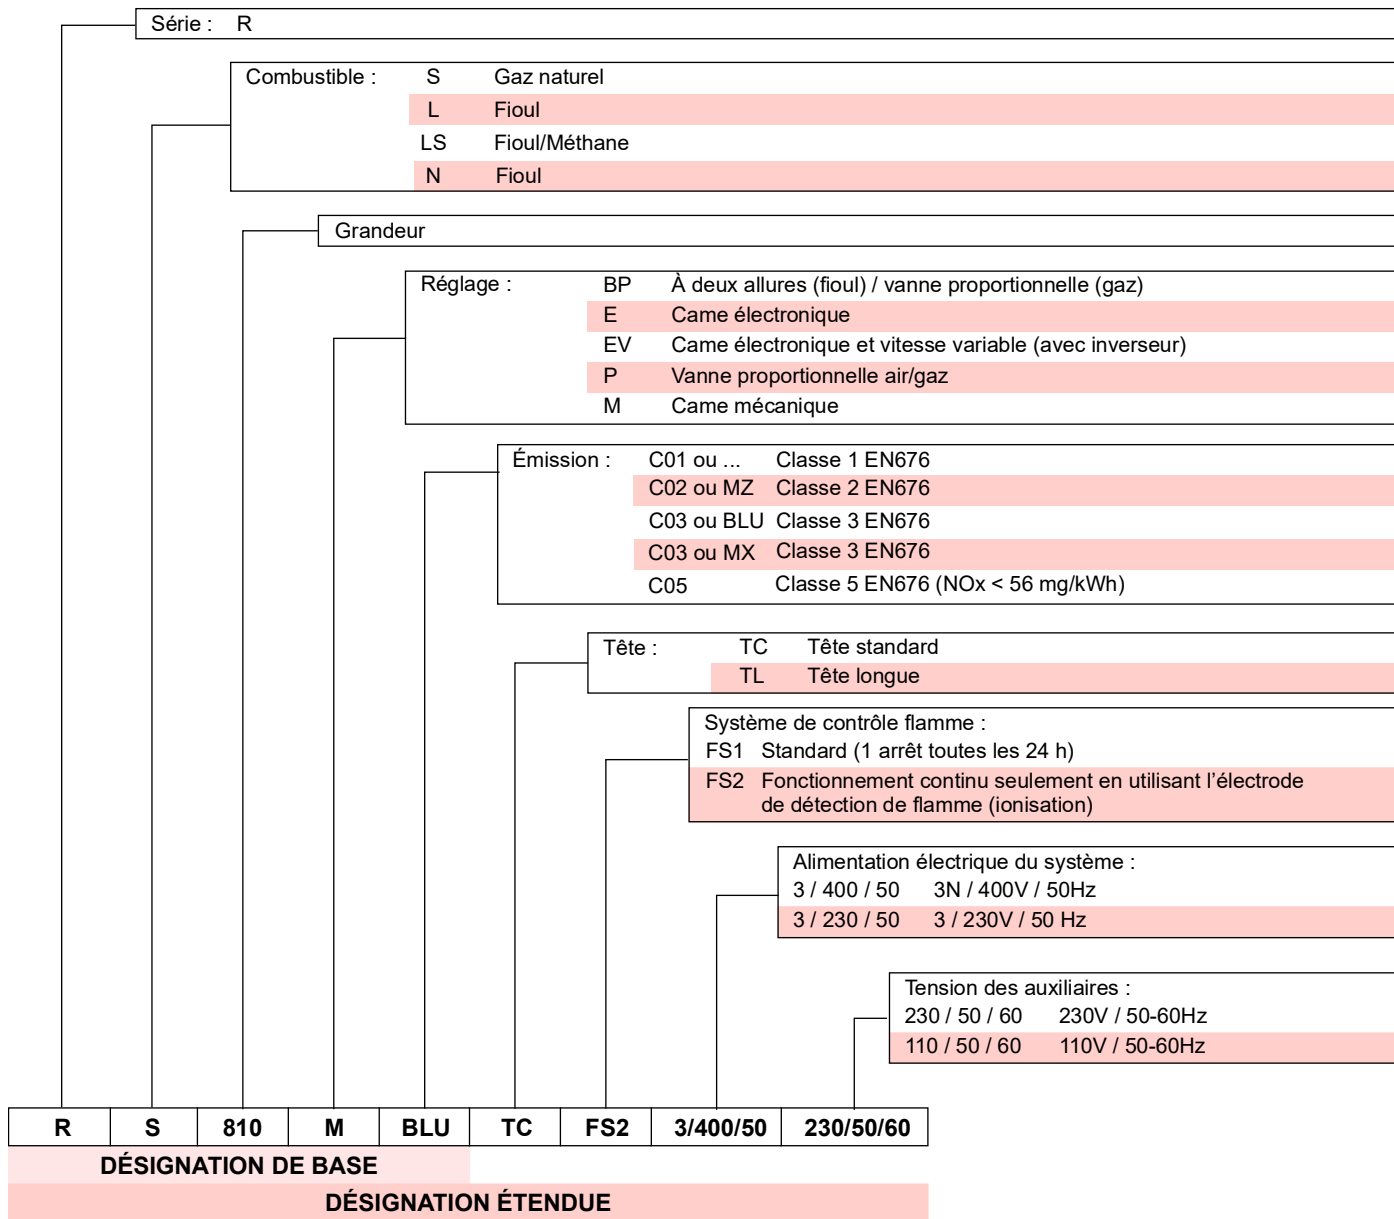 Série : R
Combustible : S Gaz naturel
L Fioul
LS Fioul/Méthane
N Fioul
Grandeur
Réglage : BP À deux allures (fioul) / vanne proportionnelle (gaz)
E Came électronique
EV Came électronique et vitesse variable (avec inverseur)
P Vanne proportionnelle air/gaz
M Came mécanique
Émission : C01 ou ... Classe 1 EN676
C02 ou MZ Classe 2 EN676
C03 ou BLU Classe 3 EN676
C03 ou MX Classe 3 EN676
C05 Classe 5 EN676 (NOx < 56 mg/kWh)
Tête : TC Tête standard
TL Tête longue
Système de contrôle flamme :
FS1 Standard (1 arrêt toutes les 24 h)
FS2 Fonctionnement continu seulement en utilisant l’électrode
de détection de flamme (ionisation)
Alimentation électrique du système :
3 / 400 / 50 3N / 400V / 50Hz
3 / 230 / 50 3 / 230V / 50 Hz
Tension des auxiliaires :
230 / 50 / 60 230V / 50-60Hz
110 / 50 / 60 110V / 50-60Hz
R S 810 M BLU TC FS2 3/400/50 230/50/60
DÉSIGNATION DE BASE
DÉSIGNATION ÉTENDUE